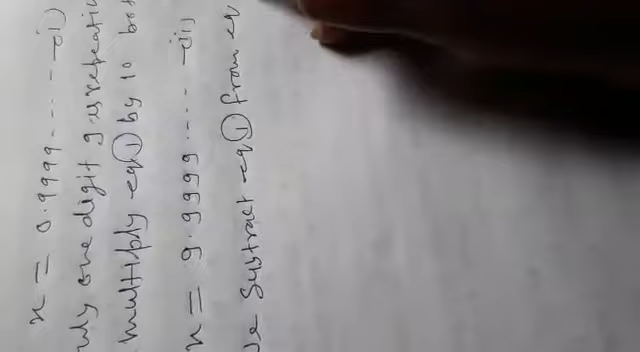 x = 0.9999..... —(i)
only one digit 9 is repeating
multiply eq ① by 10 bot
x = 9.9999..... —(ii)
we Subtract eq ① from eq